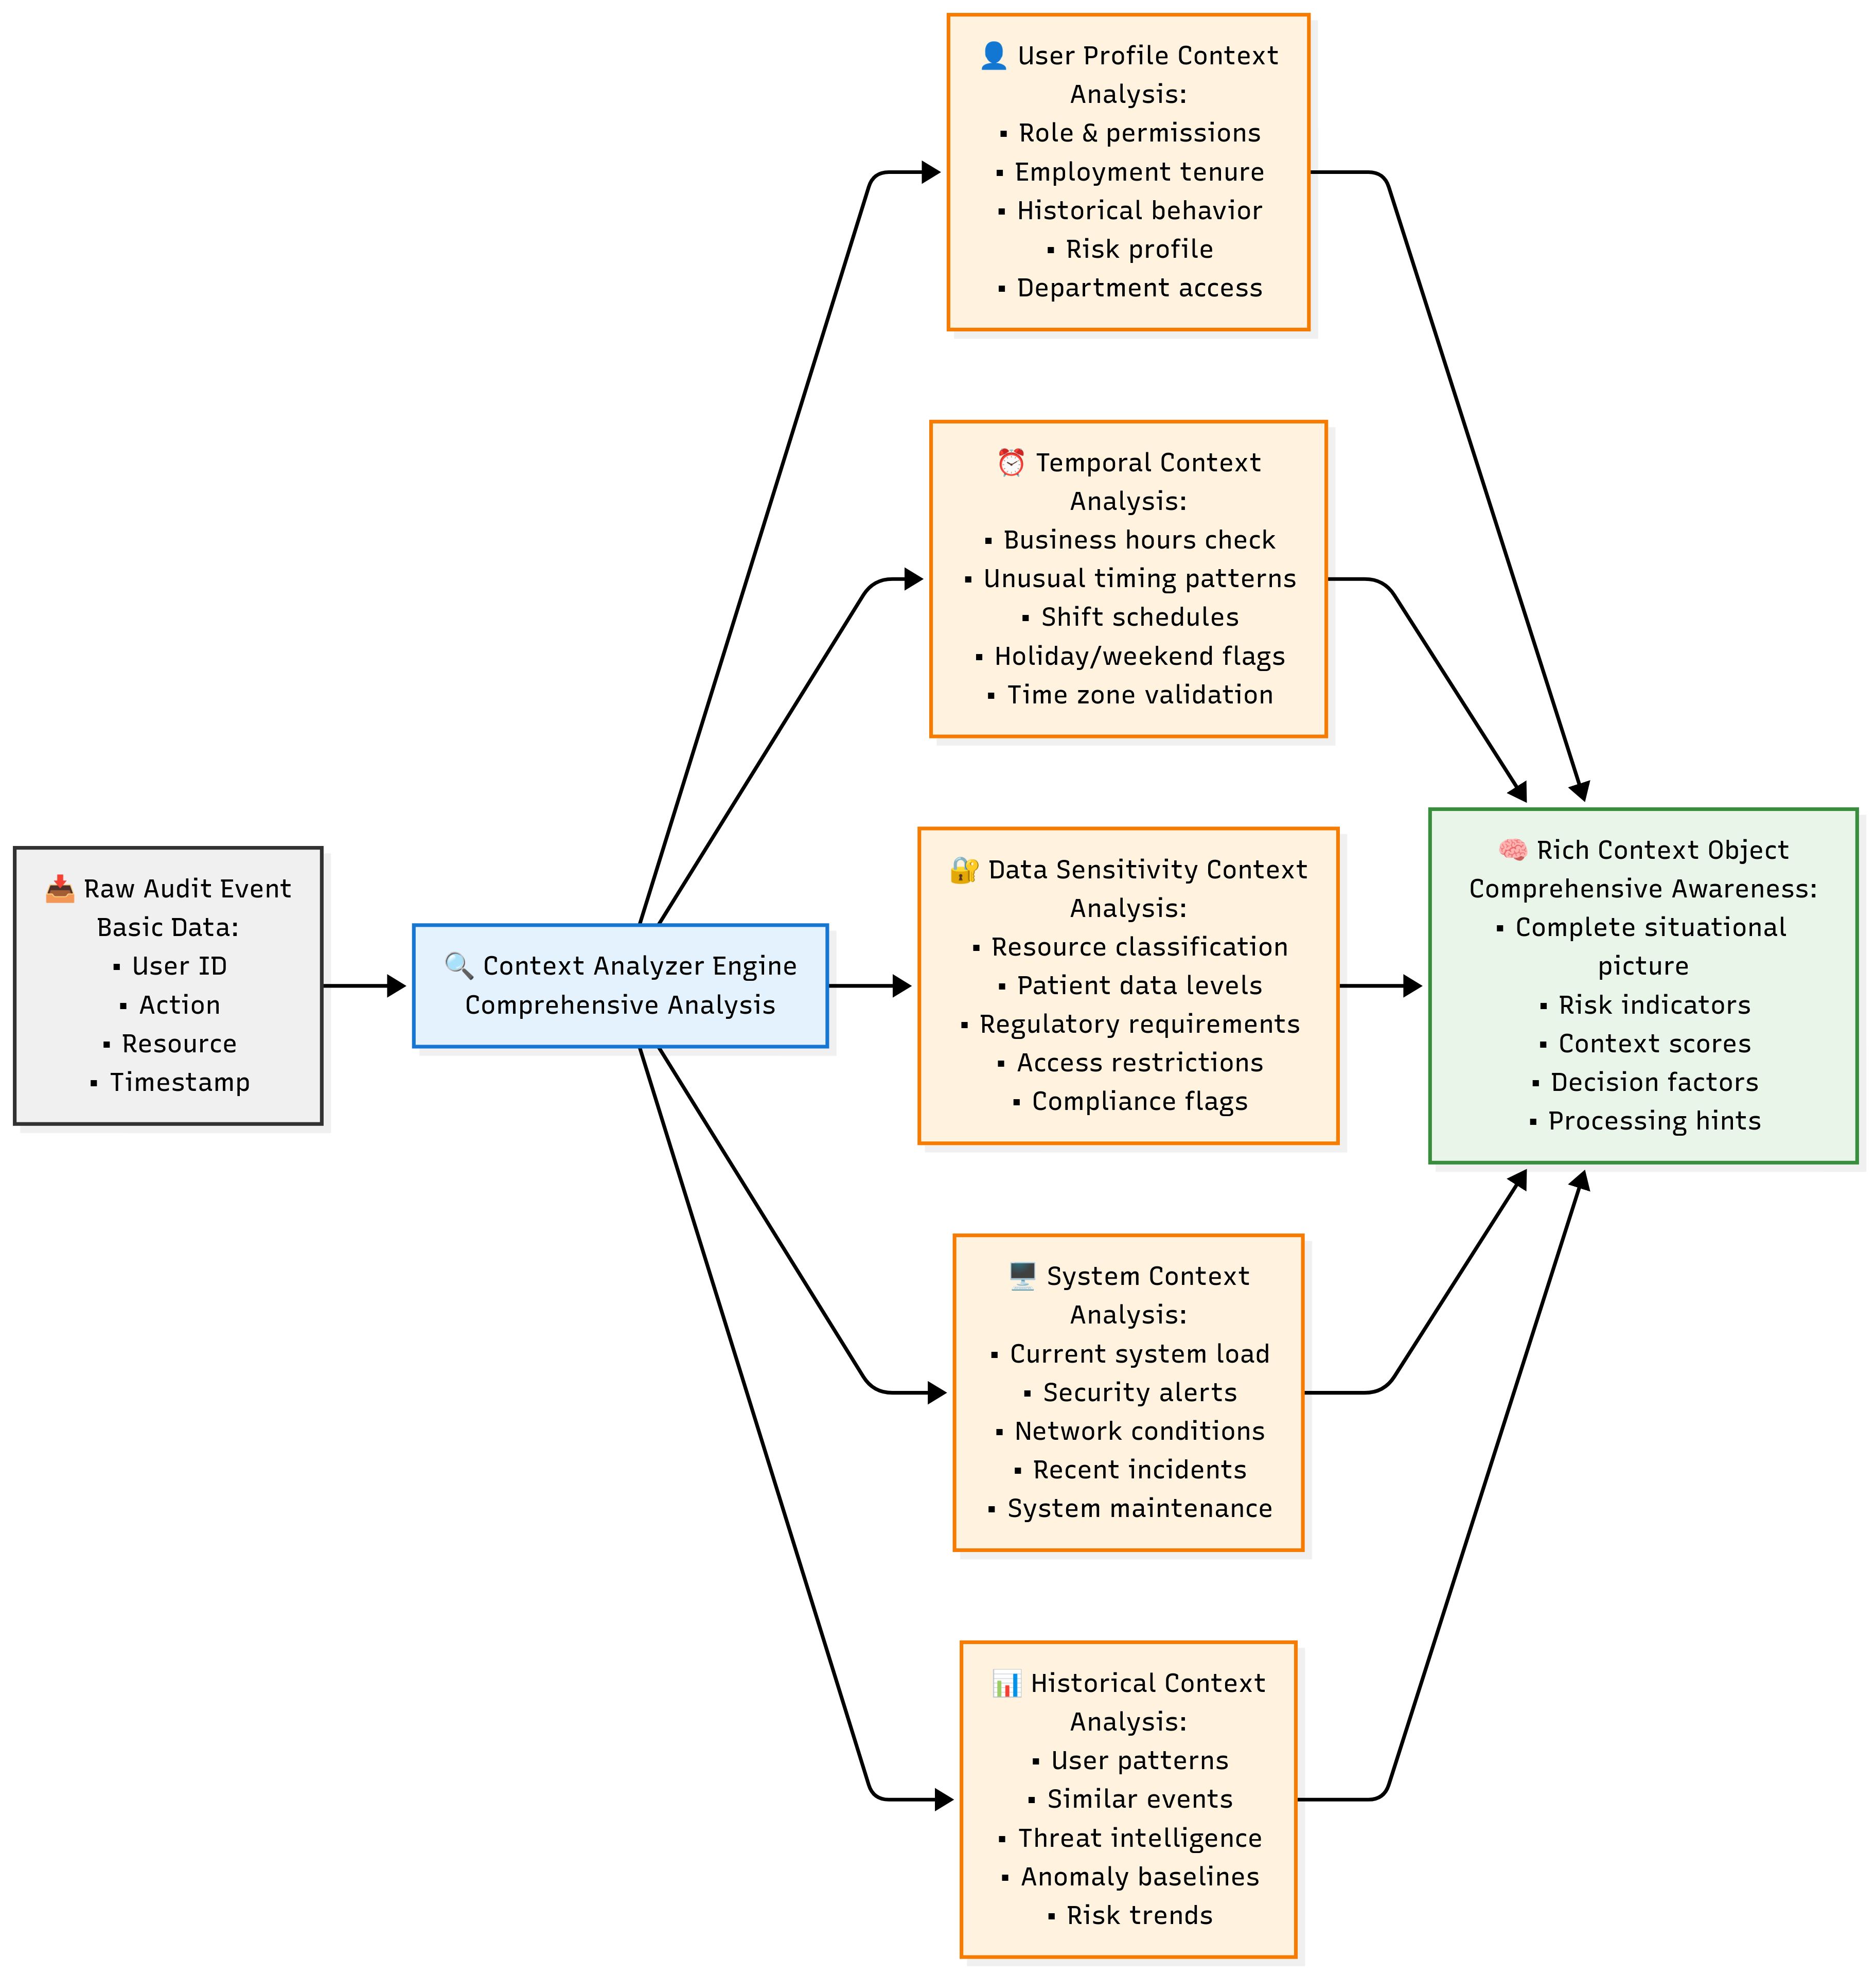 📥 Raw Audit Event
Basic Data:
▪ User ID
▪ Action
▪ Resource
▪ Timestamp
🔍 Context Analyzer Engine
Comprehensive Analysis
👤 User Profile Context
Analysis:
▪ Role & permissions
▪ Employment tenure
▪ Historical behavior
▪ Risk profile
▪ Department access
⏰ Temporal Context
Analysis:
▪ Business hours check
▪ Unusual timing patterns
▪ Shift schedules
▪ Holiday/weekend flags
▪ Time zone validation
🔐 Data Sensitivity Context
Analysis:
▪ Resource classification
▪ Patient data levels
▪ Regulatory requirements
▪ Access restrictions
▪ Compliance flags
🖥️ System Context
Analysis:
▪ Current system load
▪ Security alerts
▪ Network conditions
▪ Recent incidents
▪ System maintenance
📊 Historical Context
Analysis:
▪ User patterns
▪ Similar events
▪ Threat intelligence
▪ Anomaly baselines
▪ Risk trends
🧠 Rich Context Object
Comprehensive Awareness:
▪ Complete situational
picture
▪ Risk indicators
▪ Context scores
▪ Decision factors
▪ Processing hints